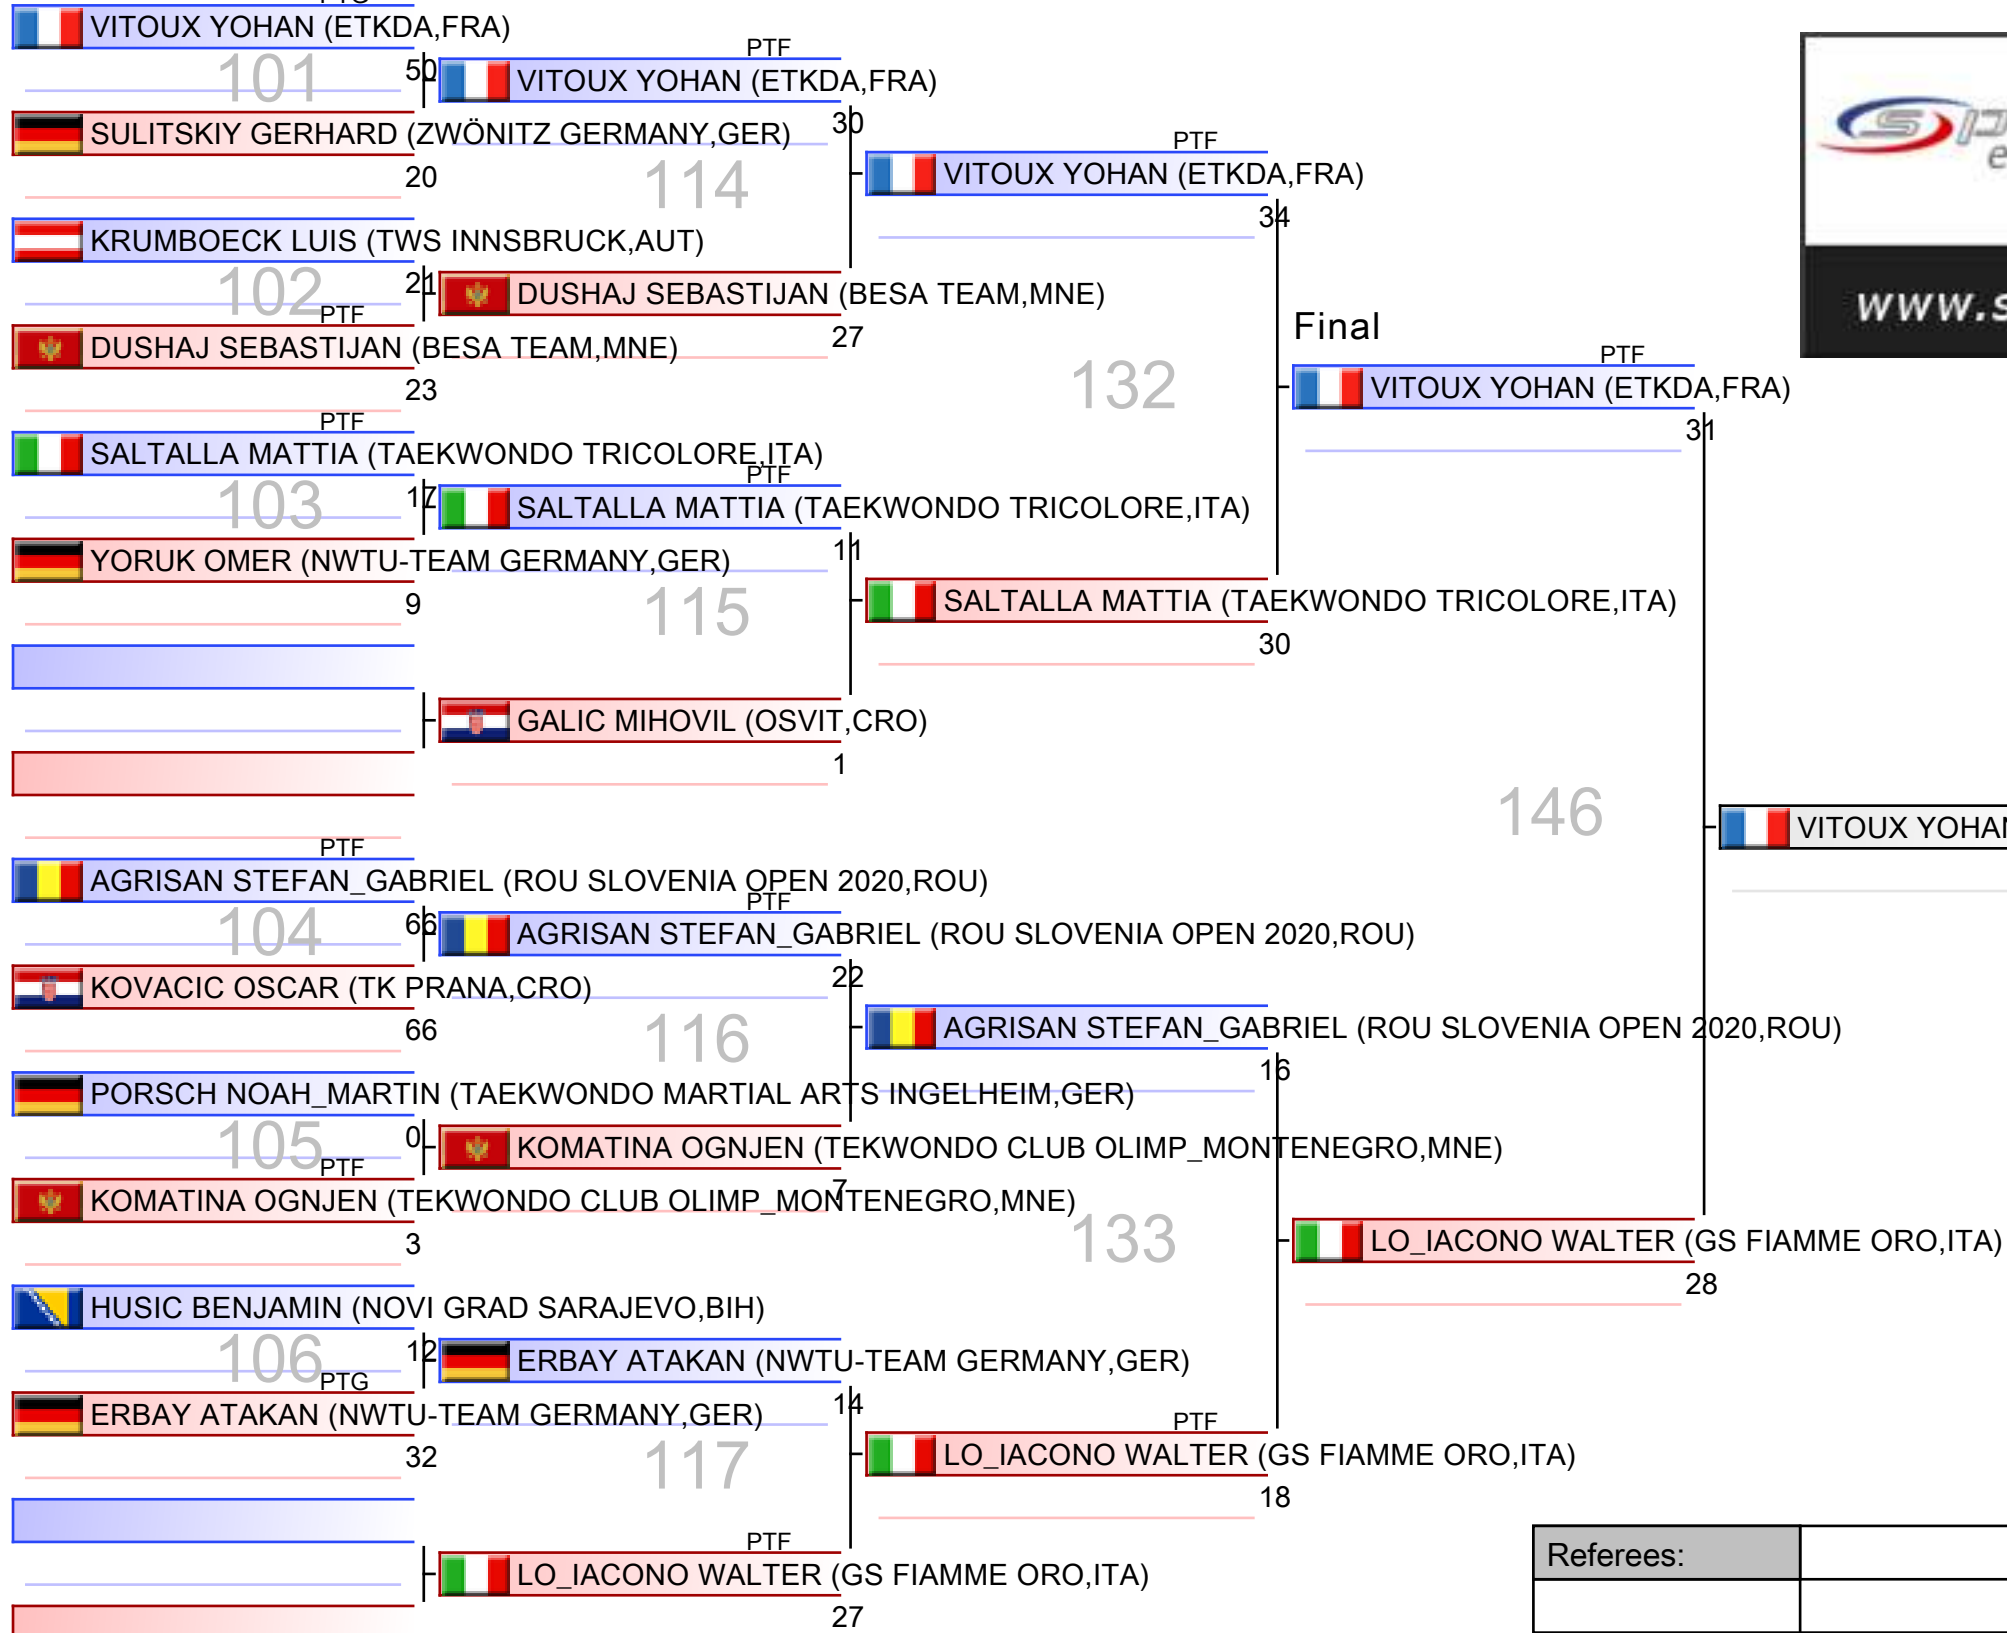 VITOUX YOHAN (ETKDA,FRA)
101
50
SULITSKIY GERHARD (ZWÖNITZ GERMANY,GER)
20
KRUMBOECK LUIS (TWS INNSBRUCK,AUT)
102
21
PTF
DUSHAJ SEBASTIJAN (BESA TEAM,MNE)
23
PTF
SALTALLA MATTIA (TAEKWONDO TRICOLORE,ITA)
103
17
YORUK OMER (NWTU-TEAM GERMANY,GER)
9
PTF
AGRISAN STEFAN_GABRIEL (ROU SLOVENIA OPEN 2020,ROU)
104
66
KOVACIC OSCAR (TK PRANA,CRO)
66
PORSCH NOAH_MARTIN (TAEKWONDO MARTIAL ARTS INGELHEIM,GER)
105
0
PTF
KOMATINA OGNJEN (TEKWONDO CLUB OLIMP_MONTENEGRO,MNE)
3
HUSIC BENJAMIN (NOVI GRAD SARAJEVO,BIH)
106
12
PTG
ERBAY ATAKAN (NWTU-TEAM GERMANY,GER)
32
PTF
VITOUX YOHAN (ETKDA,FRA)
30
114
DUSHAJ SEBASTIJAN (BESA TEAM,MNE)
27
PTF
SALTALLA MATTIA (TAEKWONDO TRICOLORE,ITA)
11
115
GALIC MIHOVIL (OSVIT,CRO)
1
PTF
AGRISAN STEFAN_GABRIEL (ROU SLOVENIA OPEN 2020,ROU)
22
116
KOMATINA OGNJEN (TEKWONDO CLUB OLIMP_MONTENEGRO,MNE)
7
ERBAY ATAKAN (NWTU-TEAM GERMANY,GER)
14
117
PTF
LO_IACONO WALTER (GS FIAMME ORO,ITA)
27
PTF
VITOUX YOHAN (ETKDA,FRA)
34
132
SALTALLA MATTIA (TAEKWONDO TRICOLORE,ITA)
30
AGRISAN STEFAN_GABRIEL (ROU SLOVENIA OPEN 2020,ROU)
16
133
PTF
LO_IACONO WALTER (GS FIAMME ORO,ITA)
18
Final
PTF
VITOUX YOHAN (ETKDA,FRA)
31
146
LO_IACONO WALTER (GS FIAMME ORO,ITA)
28
VITOUX YOHAN
www.s
Referees: